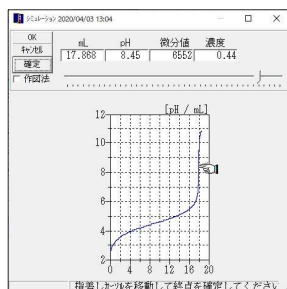 シミュレーション 2020/04/03 13:04
OK
キャンセル
確定
作図法
mL pH 微分値 濃度
17.868 8.45 6552 0.44
[pH / mL]
12
10
8
6
4
2
0 4 8 12 16 20
指差しカーソルを移動して終点を確定してください